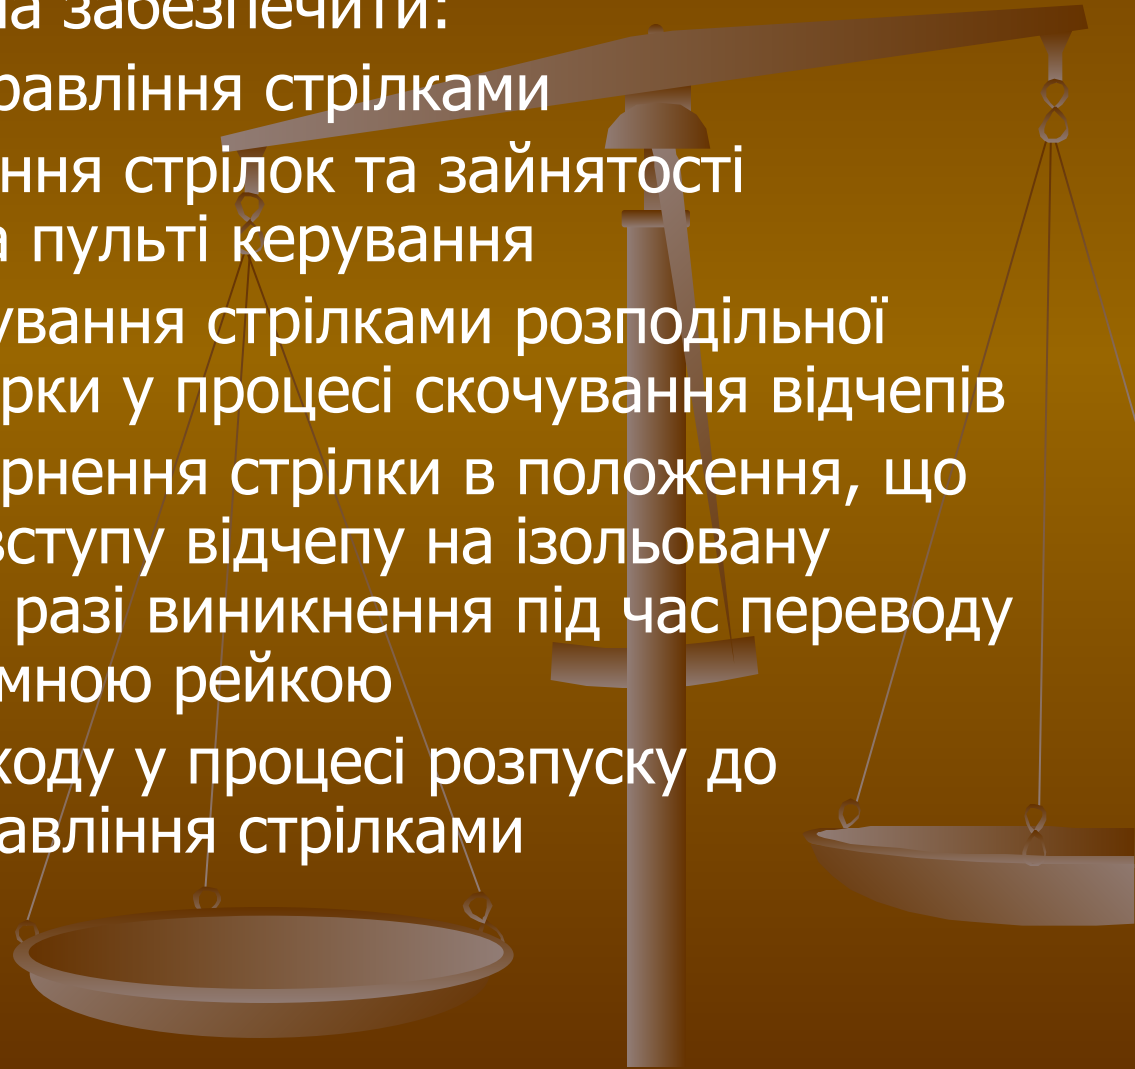 на забезпечити:
равління стрілками
ння стрілок та зайнятості
а пульті керування
ування стрілками розподільної
рки у процесі скочування відчепів
рнення стрілки в положення, що
вступу відчепу на ізольовану
разі виникнення під час переводу
мною рейкою
ходу у процесі розпуску до
авління стрілками